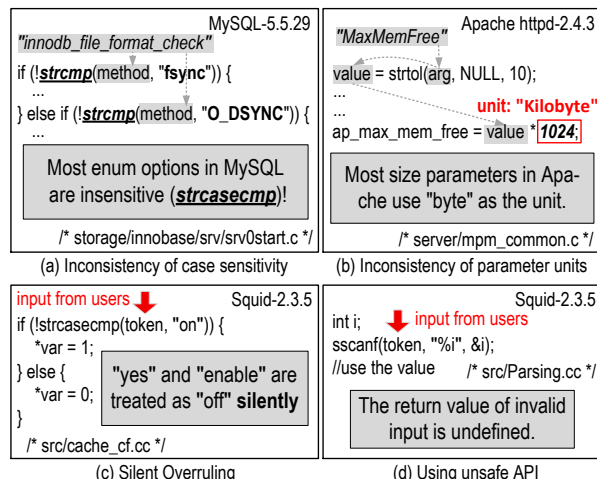 MySQL-5.5.29
"innodb_file_format_check"
if (!strcmp(method, "fsync")) {
...
} else if (!strcmp(method, "O_DSYNC")) {
...
Most enum options in MySQL
are insensitive (strcasecmp)!
/* storage/innobase/srv/srv0start.c */
(a) Inconsistency of case sensitivity
Apache httpd-2.4.3
"MaxMemFree"
value = strtol(arg, NULL, 10);
...
...
unit: "Kilobyte"
ap_max_mem_free = value * 1024;
Most size parameters in Apa-
che use "byte" as the unit.
/* server/mpm_common.c */
(b) Inconsistency of parameter units
input from users
Squid-2.3.5
if (!strcasecmp(token, "on")) {
*var = 1;
} else {
*var = 0;
}
"yes" and "enable" are
treated as "off" silently
/* src/cache_cf.cc */
(c) Silent Overruling
Squid-2.3.5
int i;
input from users
sscanf(token, "%i", &i);
//use the value
/* src/Parsing.cc */
The return value of invalid
input is undefined.
(d) Using unsafe API